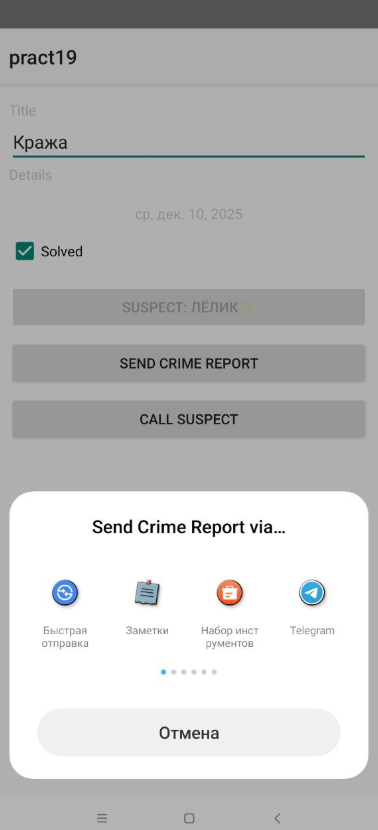 pract19
Title
Кража
Details
ср, дек. 10, 2025
Solved
SUSPECT: ЛЁЛИК✨
SEND CRIME REPORT
CALL SUSPECT
Send Crime Report via...
Быстрая
отправка
Заметки
Набор инст
рументов
Telegram
Отмена